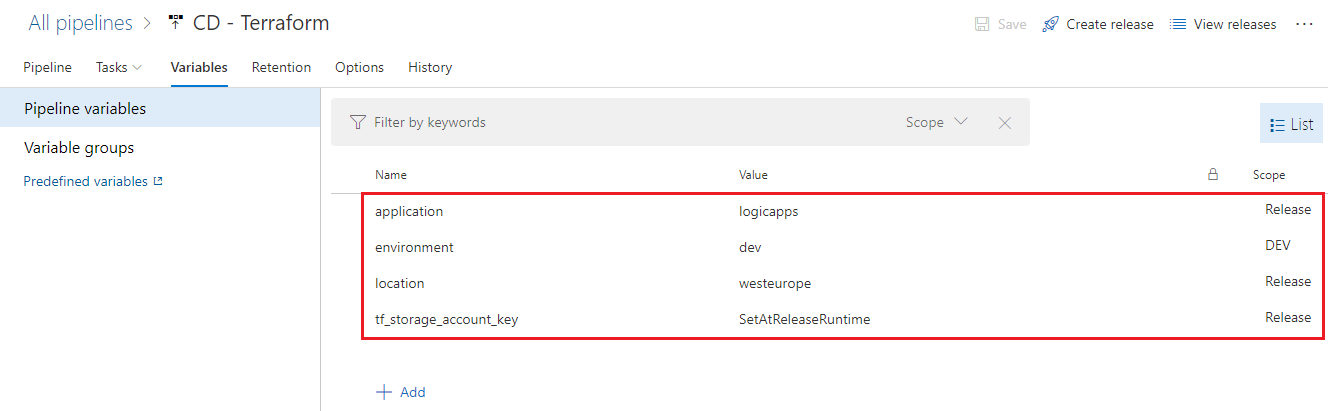 All pipelines > CD - Terraform
Save Create release View releases ...
Pipeline Tasks Variables Retention Options History
Pipeline variables
Variable groups
Predefined variables
Filter by keywords Scope
List
Name Value Scope
application logicapps Release
environment dev DEV
location westeurope Release
tf_storage_account_key SetAtReleaseRuntime Release
+ Add